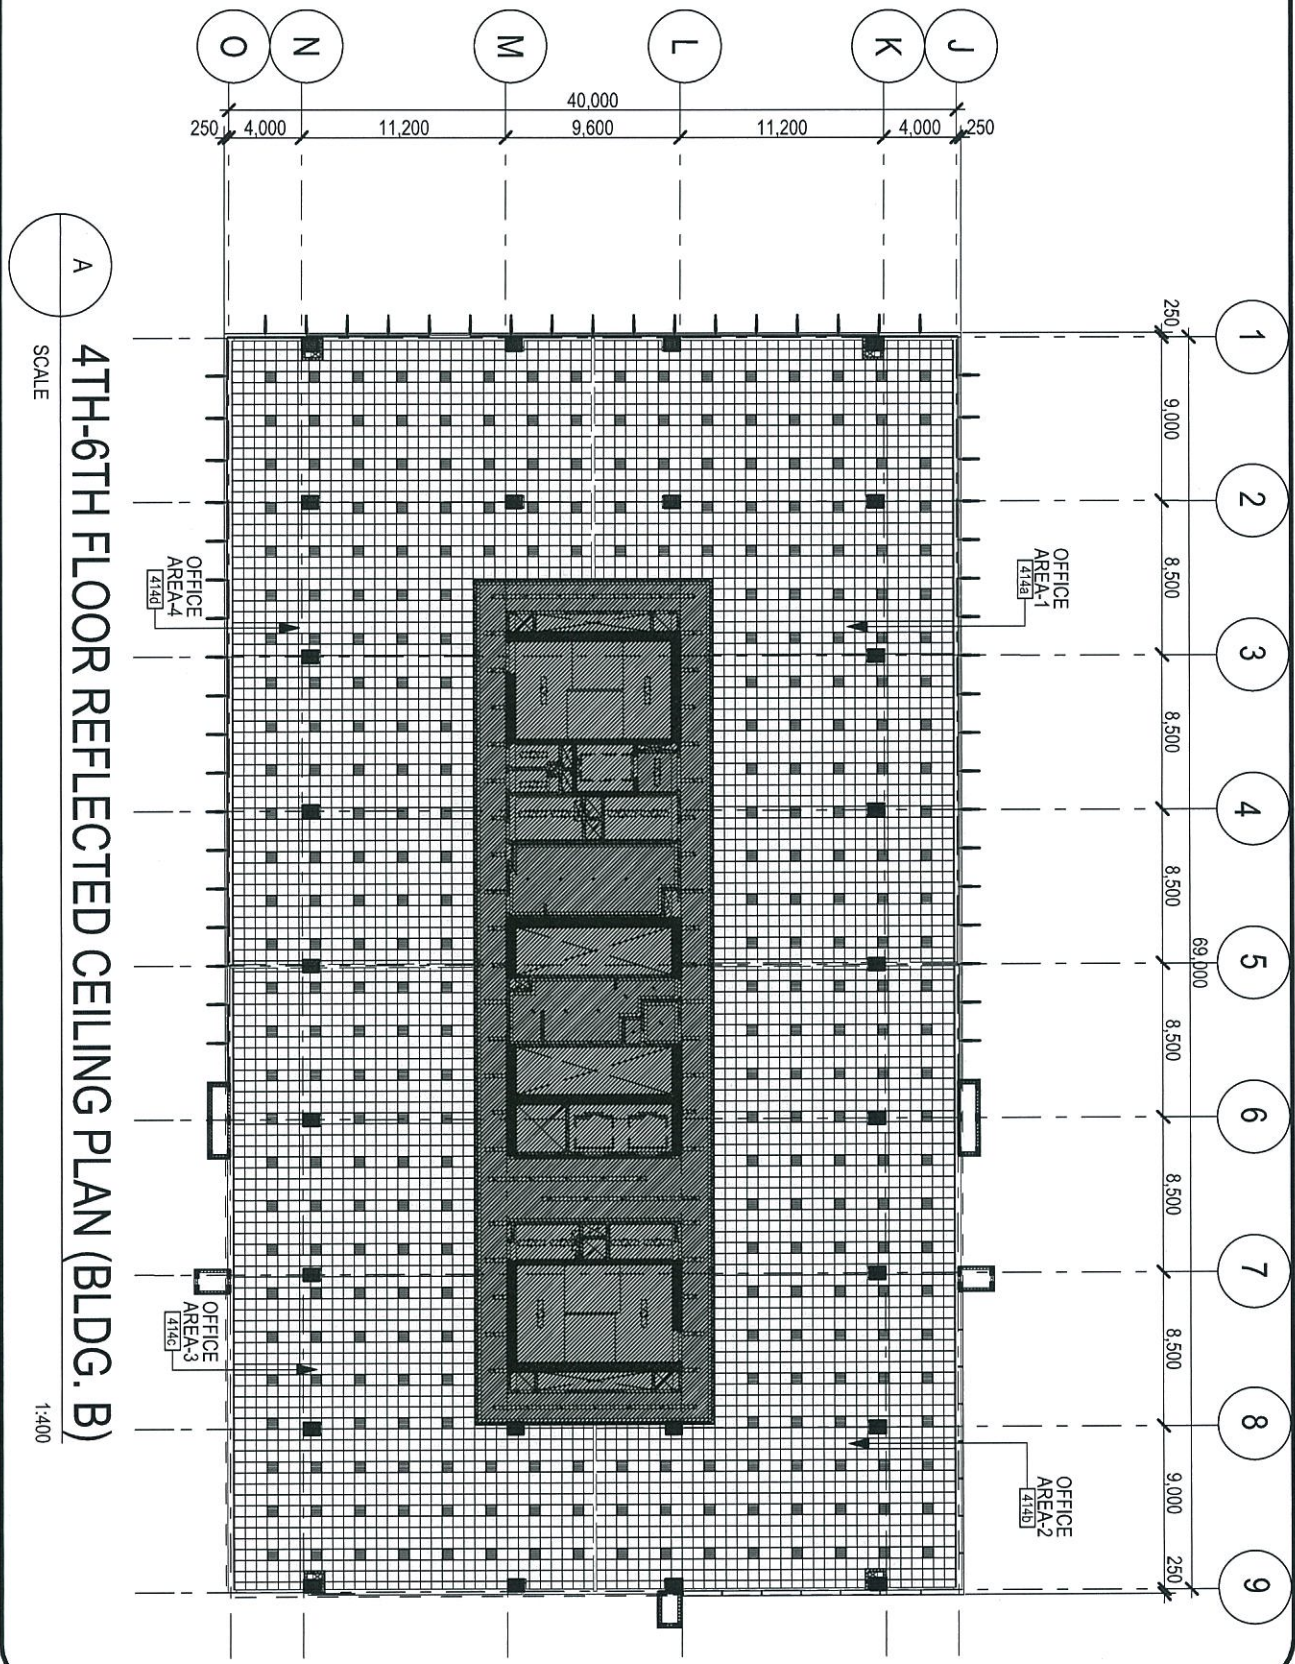 1
2
3
4
5
6
7
8
9
69,000
250
9,000
8,500
8,500
8,500
8,500
8,500
8,500
9,000
250
J
K
L
M
N
O
40,000
250
4,000
11,200
9,600
11,200
4,000
250
OFFICE
AREA-1
414a
OFFICE
AREA-2
414b
OFFICE
AREA-4
414d
OFFICE
AREA-3
414c
A
4TH-6TH FLOOR REFLECTED CEILING PLAN (BLDG. B)
SCALE
1:400